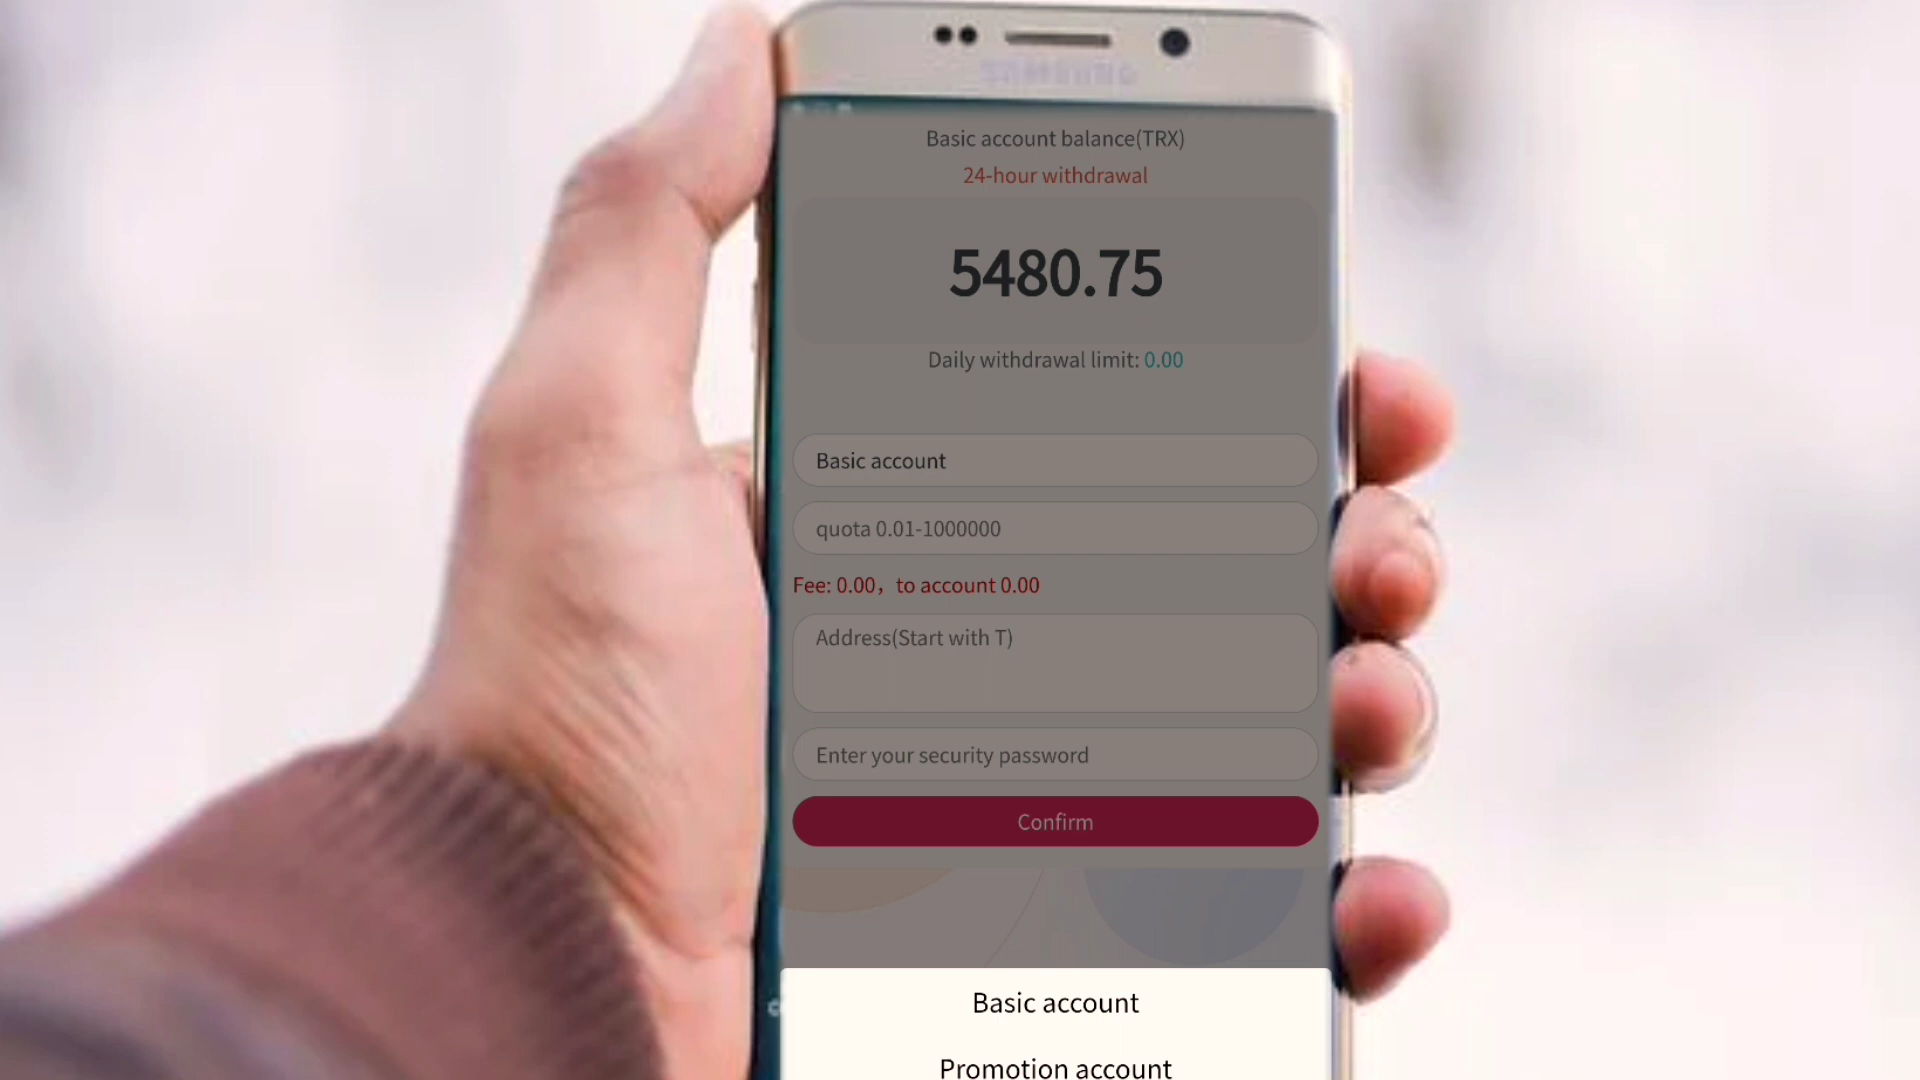 SAMSUNG
Basic account balance(TRX)
24-hour withdrawal
5480.75
Daily withdrawal limit: 0.00
Basic account
quota 0.01-1000000
Fee: 0.00，to account 0.00
Address(Start with T)
Enter your security password
Confirm
Basic account
Promotion account